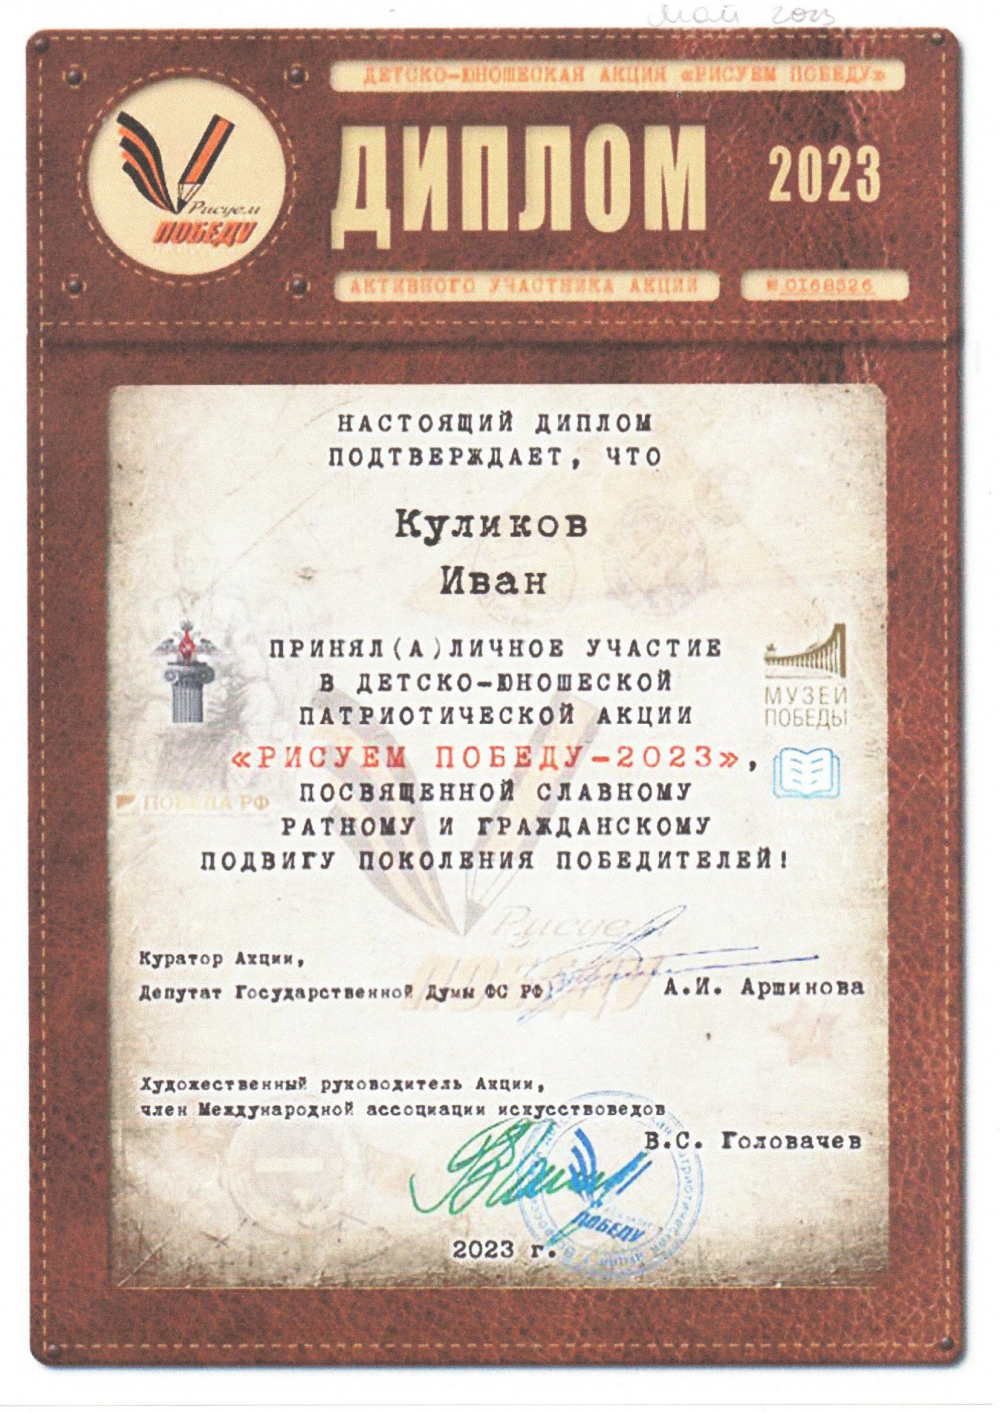 май 2023
ДЕТСКО-ЮНОШЕСКАЯ АКЦИЯ «РИСУЕМ ПОБЕДУ»
ДИПЛОМ 2023
Рисуем
ПОБЕДУ
АКТИВНОГО УЧАСТНИКА АКЦИИ
№ 0168526
НАСТОЯЩИЙ ДИПЛОМ
ПОДТВЕРЖДАЕТ, ЧТО
Куликов
Иван
ПРИНЯЛ(А) ЛИЧНОЕ УЧАСТИЕ
В ДЕТСКО-ЮНОШЕСКОЙ
ПАТРИОТИЧЕСКОЙ АКЦИИ
«РИСУЕМ ПОБЕДУ-2023»,
ПОСВЯЩЕННОЙ СЛАВНОМУ
РАТНОМУ И ГРАЖДАНСКОМУ
ПОДВИГУ ПОКОЛЕНИЯ ПОБЕДИТЕЛЕЙ!
МУЗЕЙ
ПОБЕДЫ
ПОБЕДА РФ
Рисуем
ПОБЕДУ
Куратор Акции,
Депутат Государственной Думы ФС РФ
А.И. Аршинова
Художественный руководитель Акции,
член Международной ассоциации искусствоведов
В.С. Головачев
ПОБЕДУ
2023 г.